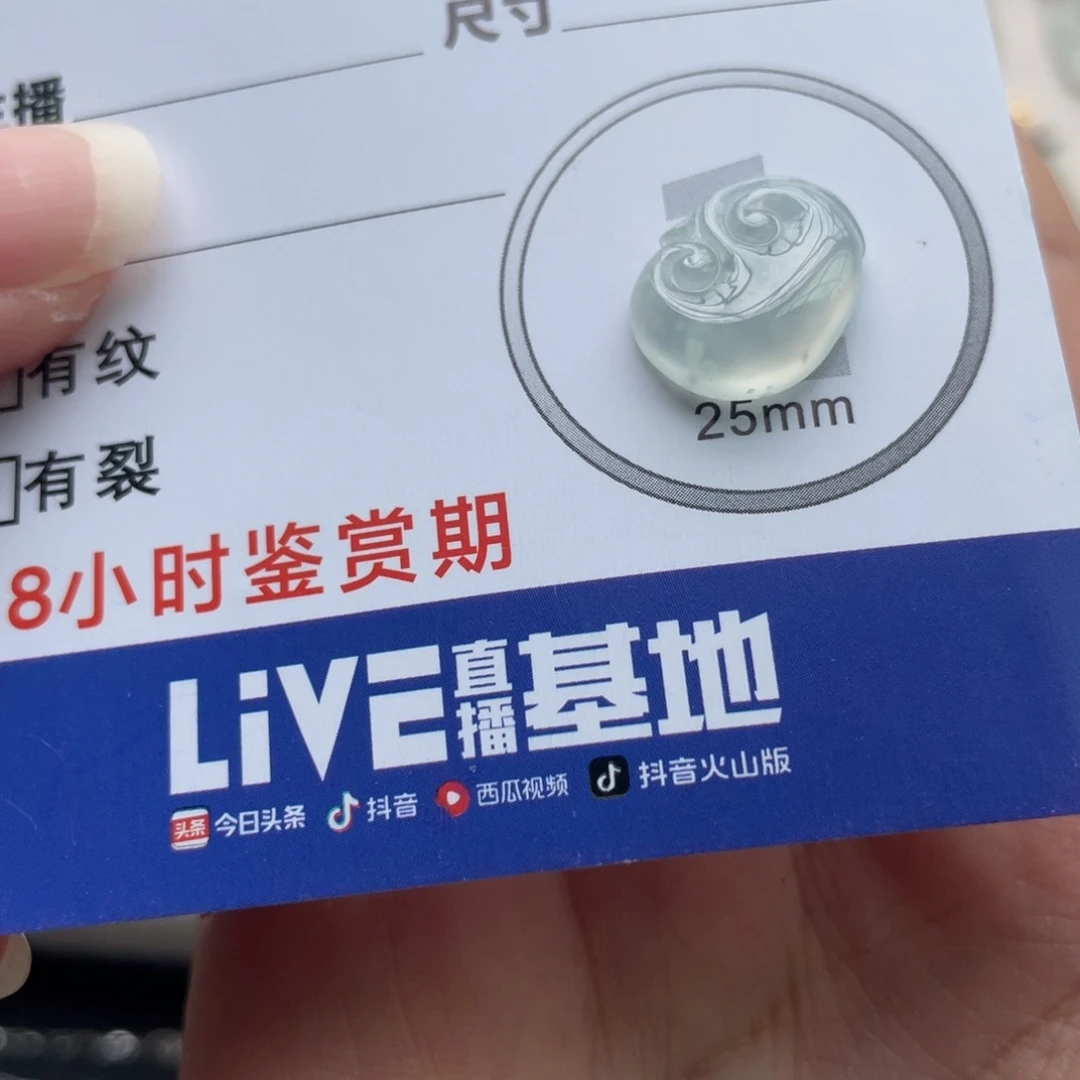 尺寸
播
25mm
有纹
有裂
8小时鉴赏期
LiVE直播基地
头条 今日头条 抖音 西瓜视频 抖音火山版